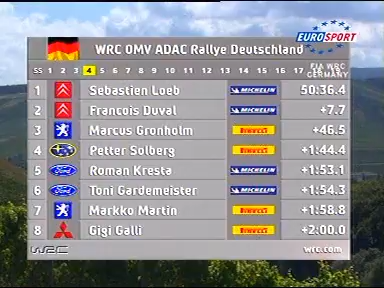 EUROSPORT
WRC OMV ADAC Rallye Deutschland
FIA WRC
GERMANY
SS 1 2 3 4 5 6 7 8 9 10 11 12 13 14 15 16 17 18 19
1 Sebastien Loeb MICHELIN 50:36.4
2 Francois Duval MICHELIN +7.7
3 Marcus Gronholm PIRELLI +46.5
4 Petter Solberg PIRELLI +1:44.4
5 Ford Roman Kresta MICHELIN +1:53.1
6 Ford Toni Gardemeister MICHELIN +1:54.3
7 Markko Martin PIRELLI +1:58.8
8 Gigi Galli PIRELLI +2:00.0
WRC wrc.com